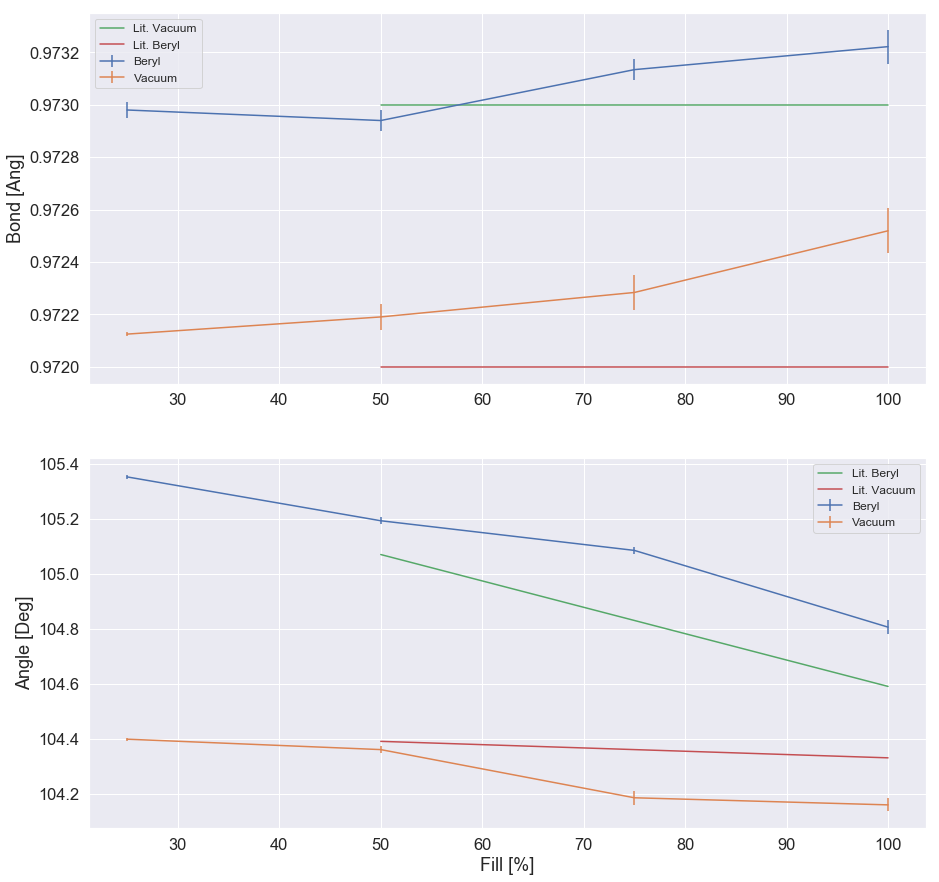 Lit. Vacuum
Lit. Beryl
Beryl
Vacuum
Bond [Ang]
0.9732
0.9730
0.9728
0.9726
0.9724
0.9722
0.9720
30 40 50 60 70 80 90 100
Lit. Beryl
Lit. Vacuum
Beryl
Vacuum
Angle [Deg]
105.4
105.2
105.0
104.8
104.6
104.4
104.2
30 40 50 60 70 80 90 100
Fill [%]